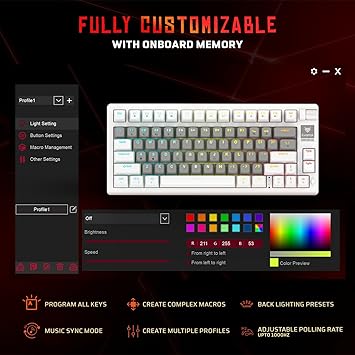 FULLY CUSTOMIZABLE
WITH ONBOARD MEMORY
Profile1
Light Setting
Button Settings
Macro Management
Other Settings
Profile1
Off
Brightness
Speed
R 211 G 255 B 53
From right to left
From left to right
Color Preview
PROGRAM ALL KEYS
CREATE COMPLEX MACROS
BACK LIGHTING PRESETS
MUSIC SYNC MODE
CREATE MULTIPLE PROFILES
ADJUSTABLE POLLING RATE
UPTO 1000HZ